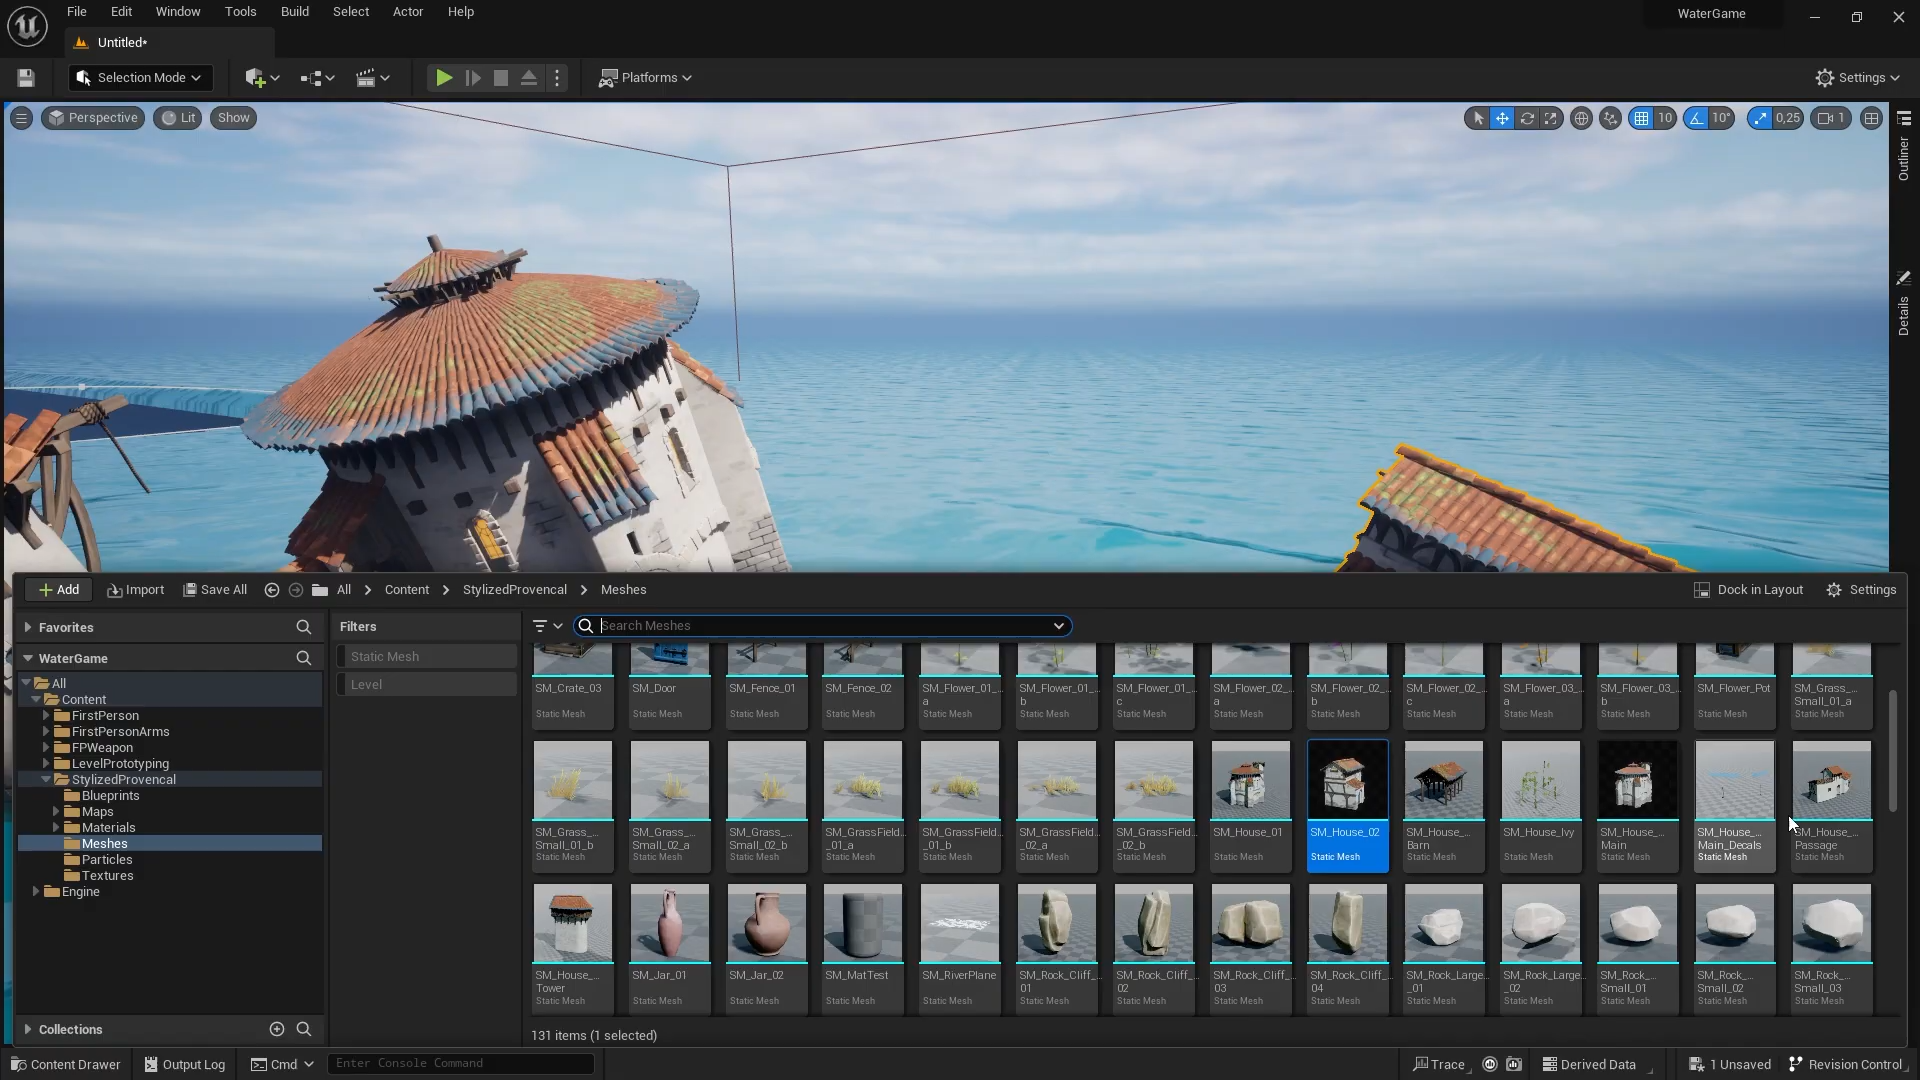 File Edit Window Tools Build Select Actor Help
WaterGame
Untitled*
Selection Mode
Platforms
Settings
Perspective
Lit
Show
10
10°
0,25
1
Outliner
Details
Add
Import
Save All
All
Content
StylizedProvencal
Meshes
Dock in Layout
Settings
Favorites
Filters
Search Meshes
WaterGame
Static Mesh
Level
All
Content
FirstPerson
FirstPersonArms
FPWeapon
LevelPrototyping
StylizedProvencal
Blueprints
Maps
Materials
Meshes
Particles
Textures
Engine
Collections
SM_Crate_03
Static Mesh
SM_Door
Static Mesh
SM_Fence_01
Static Mesh
SM_Fence_02
Static Mesh
SM_Flower_01_
a
Static Mesh
SM_Flower_01_
b
Static Mesh
SM_Flower_01_
c
Static Mesh
SM_Flower_02_
a
Static Mesh
SM_Flower_02_
b
Static Mesh
SM_Flower_02_
c
Static Mesh
SM_Flower_03_
a
Static Mesh
SM_Flower_03_
b
Static Mesh
SM_Flower_Pot
Static Mesh
SM_Grass_...
Small_01_a
Static Mesh
SM_Grass_...
Small_01_b
Static Mesh
SM_Grass_...
Small_02_a
Static Mesh
SM_Grass_...
Small_02_b
Static Mesh
SM_GrassField...
_01_a
Static Mesh
SM_GrassField...
_01_b
Static Mesh
SM_GrassField...
_02_a
Static Mesh
SM_GrassField...
_02_b
Static Mesh
SM_House_01
Static Mesh
SM_House_02
Static Mesh
SM_House_...
Barn
Static Mesh
SM_House_Ivy
Static Mesh
SM_House_...
Main
Static Mesh
SM_House_...
Main_Decals
Static Mesh
SM_House_...
Passage
Static Mesh
SM_House_...
Tower
Static Mesh
SM_Jar_01
Static Mesh
SM_Jar_02
Static Mesh
SM_MatTest
Static Mesh
SM_RiverPlane
Static Mesh
SM_Rock_Cliff_...
01
Static Mesh
SM_Rock_Cliff_...
02
Static Mesh
SM_Rock_Cliff_...
03
Static Mesh
SM_Rock_Cliff_...
04
Static Mesh
SM_Rock_Large...
_01
Static Mesh
SM_Rock_Large...
_02
Static Mesh
SM_Rock_...
Small_01
Static Mesh
SM_Rock_...
Small_02
Static Mesh
SM_Rock_...
Small_03
Static Mesh
131 items (1 selected)
Content Drawer
Output Log
Cmd
Enter Console Command
Trace
Derived Data
1 Unsaved
Revision Control